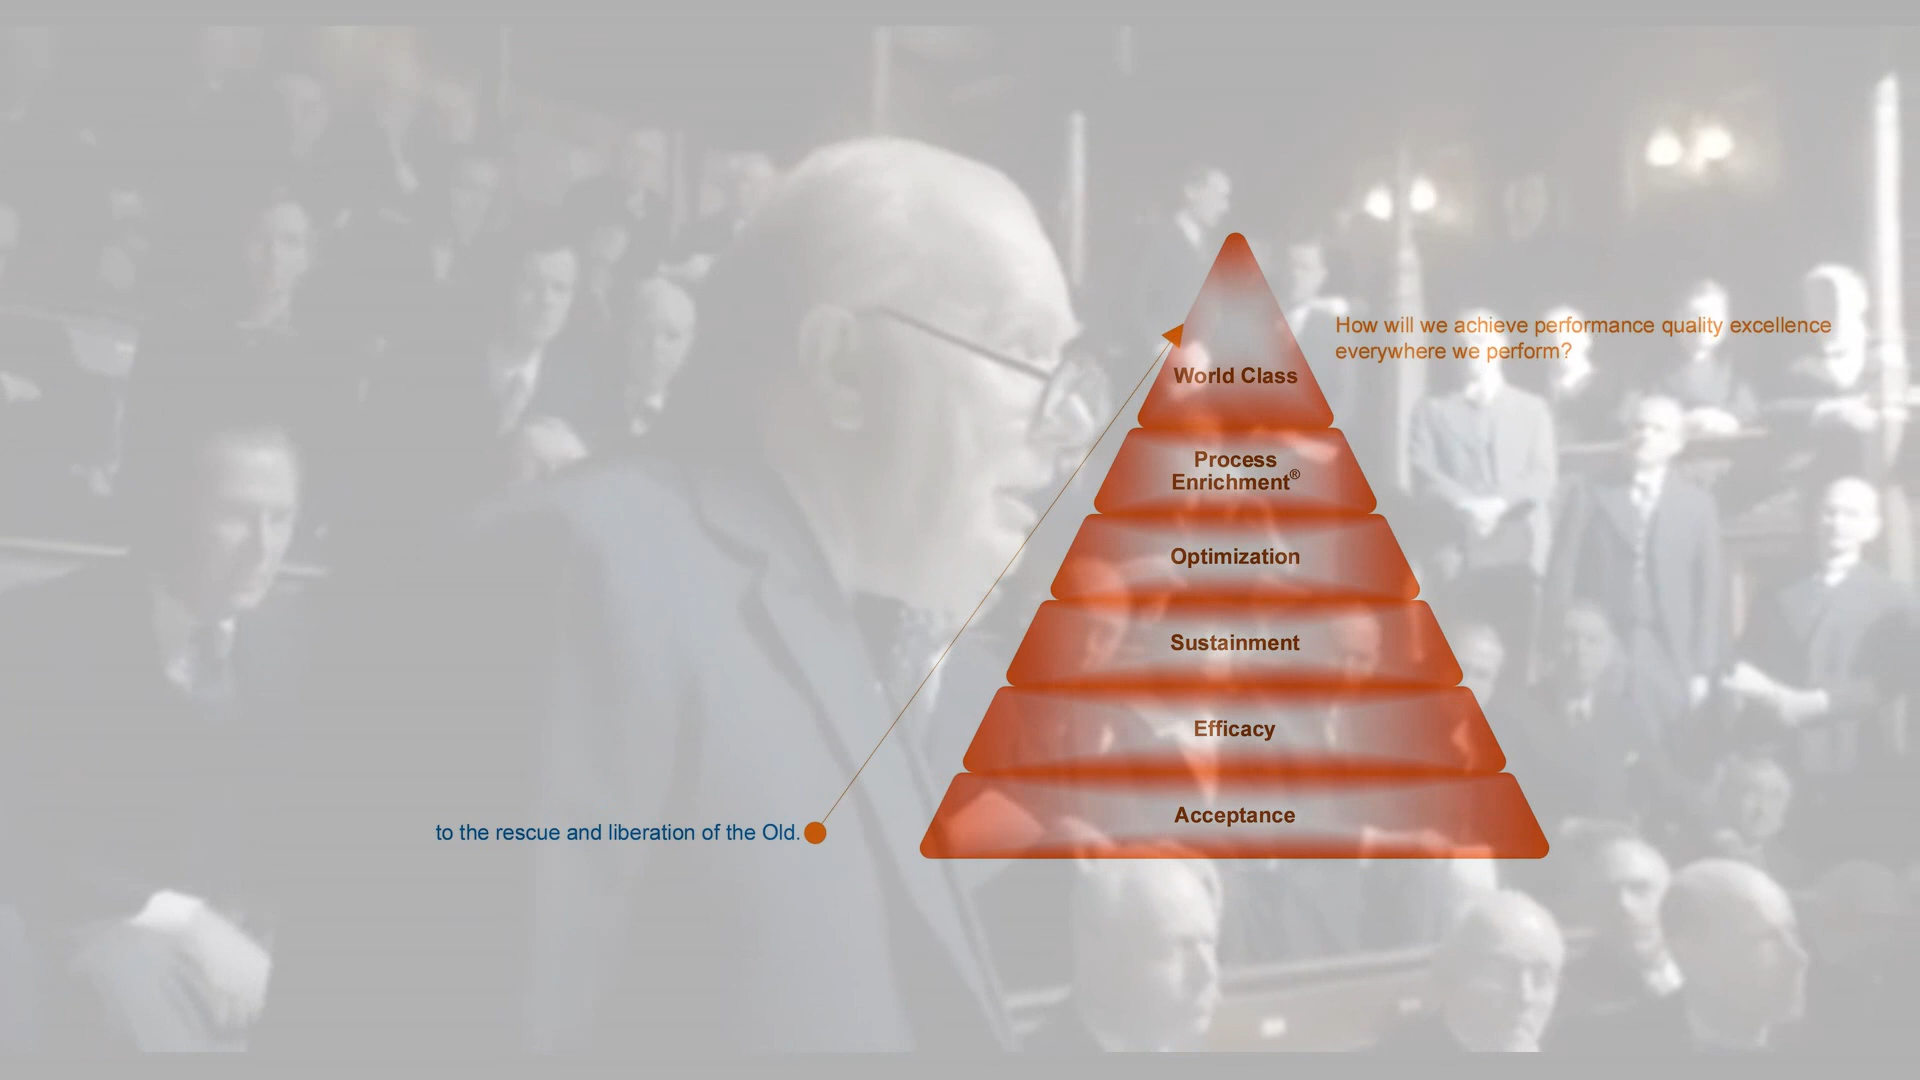 How will we achieve performance quality excellence
everywhere we perform?
World Class
Process
Enrichment®
Optimization
Sustainment
Efficacy
Acceptance
to the rescue and liberation of the Old.